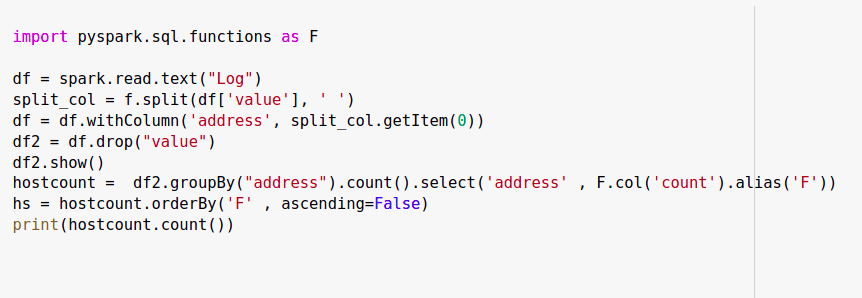 import pyspark.sql.functions as F
df = spark.read.text("Log")
split_col = f.split(df['value'], ' ')
df = df.withColumn('address', split_col.getItem(0))
df2 = df.drop("value")
df2.show()
hostcount =  df2.groupBy("address").count().select('address' , F.col('count').alias('F'))
hs = hostcount.orderBy('F' , ascending=False)
print(hostcount.count())